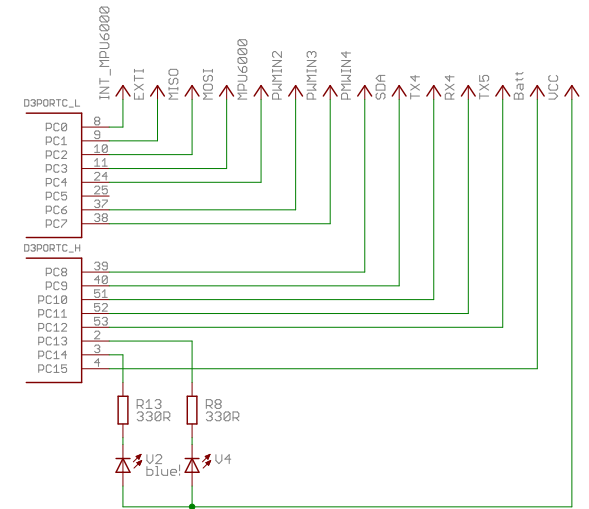 INT_MPU6000
EXTI
MISO
MOSI
MPU6000
PWMIN2
PWMIN3
PMWIN4
SDA
TX4
RX4
TX5
Batt
VCC
D3PORTC_L
PC0 8
PC1 9
PC2 10
PC3 11
PC4 24
PC5 25
PC6 37
PC7 38
D3PORTC_H
PC8 39
PC9 40
PC10 51
PC11 52
PC12 53
PC13 2
PC14 3
PC15 4
R13 R8
330R 330R
V2 V4
blue!